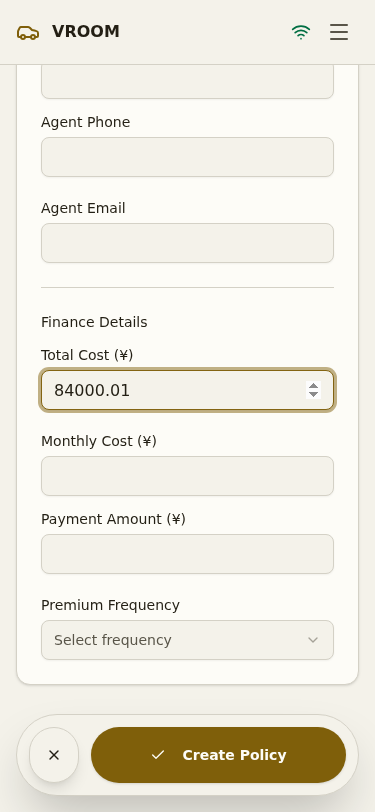 VROOM
Agent Phone
Agent Email
Finance Details
Total Cost (¥)
84000.01
Monthly Cost (¥)
Payment Amount (¥)
Premium Frequency
Select frequency
Create Policy